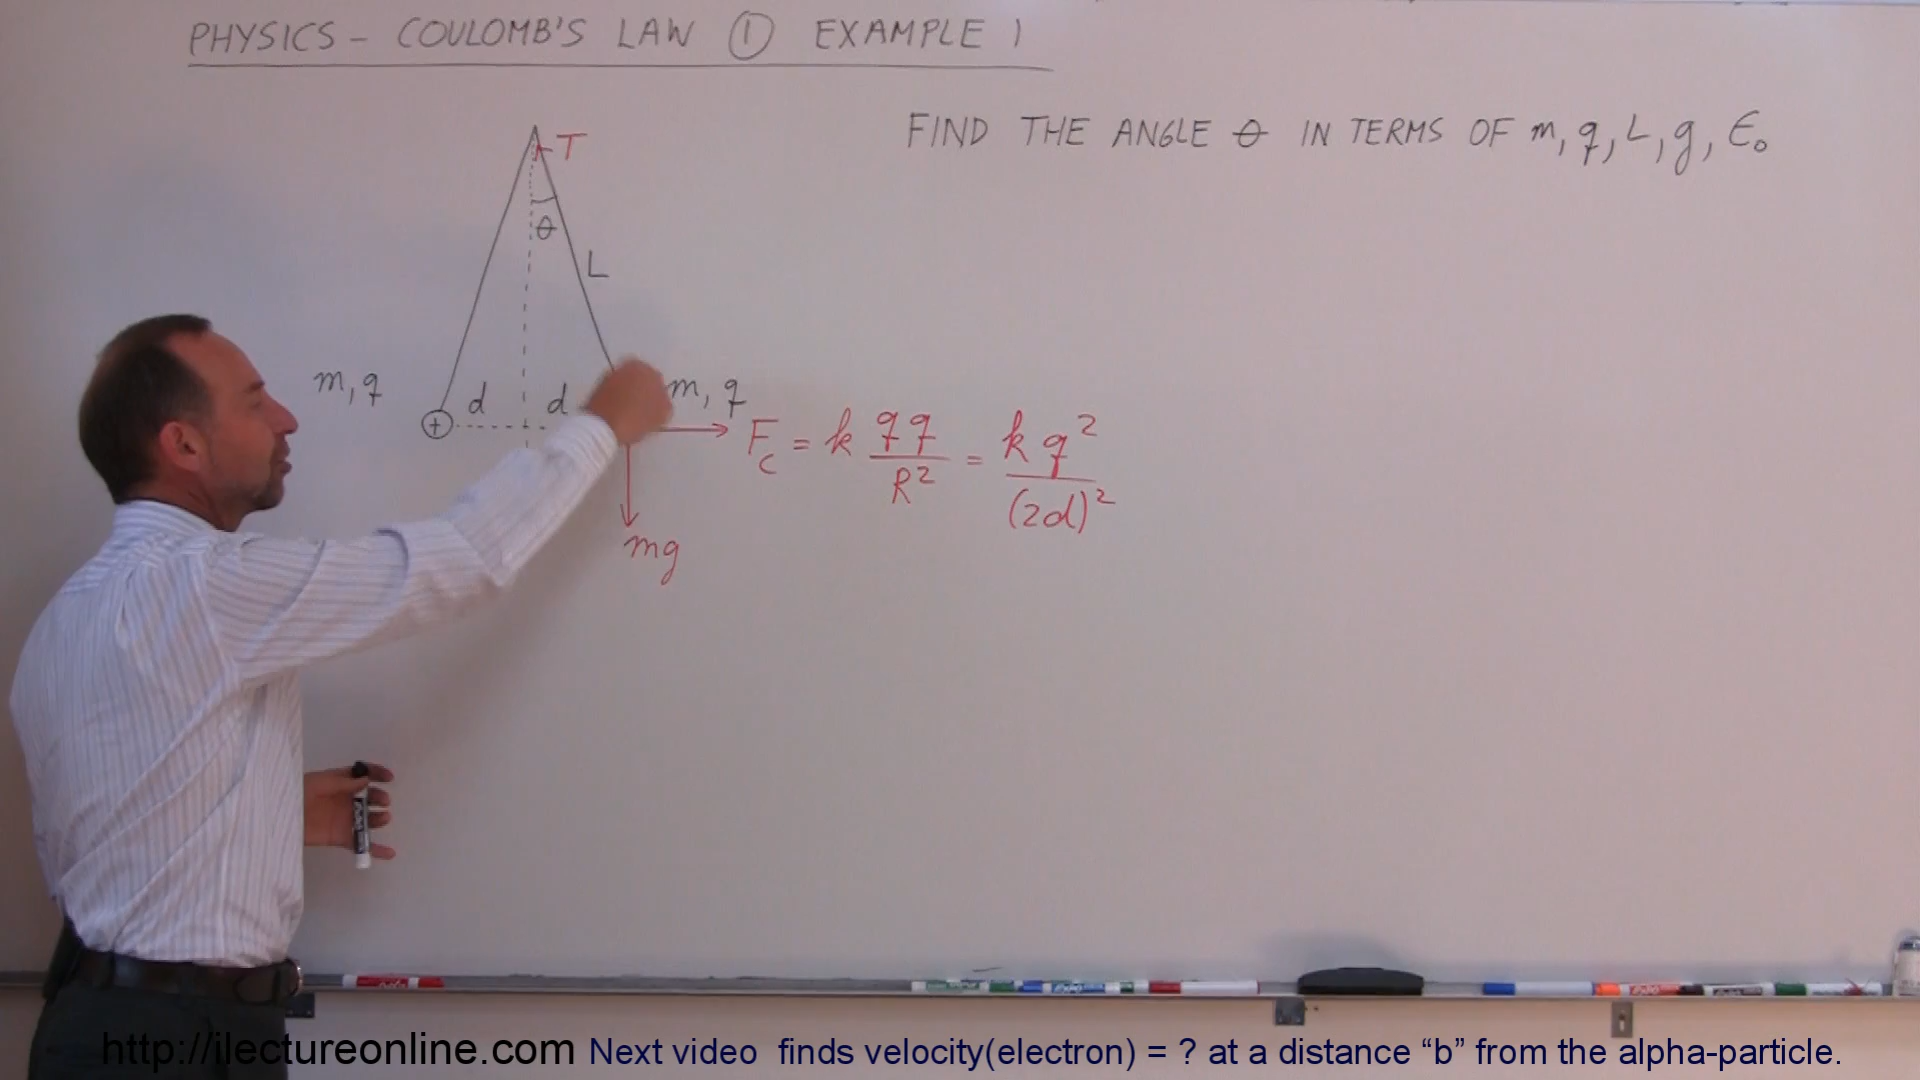 PHYSICS - COULOMB'S LAW ① EXAMPLE 1
FIND THE ANGLE θ IN TERMS OF m, q, L, g, ε₀
T
θ
L
m, q
d
d
m, q
+
F_c = k qq/R² = kq²/(2d)²
mg
http://ilectureonline.com Next video finds velocity(electron) = ? at a distance “b” from the alpha-particle.